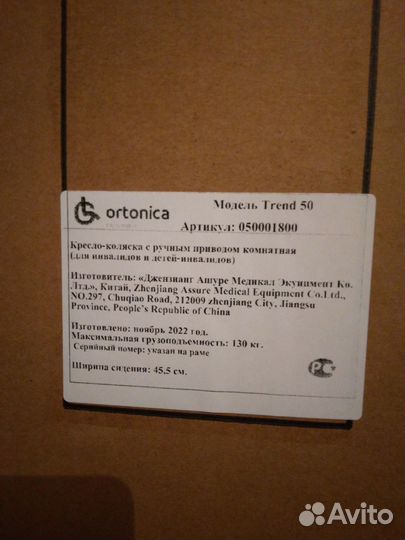 ortonica
Модель Trend 50
Артикул: 050001800
Кресло-коляска с ручным приводом комнатная
(для инвалидов и детей-инвалидов)
Изготовитель: «Джензианг Ашуре Медикал Экуипмент Ко.
Лтд.», Китай, Zhenjiang Assure Medical Equipment Co.Ltd.,
NO.297, Chuqiao Road, 212009 zhenjiang City, Jiangsu
Province, People's Republic of China
Изготовлено: ноябрь 2022 год.
Максимальная грузоподъемность: 130 кг.
Серийный номер: указан на раме
Ширина сидения: 45,5 см.
РС
Avito